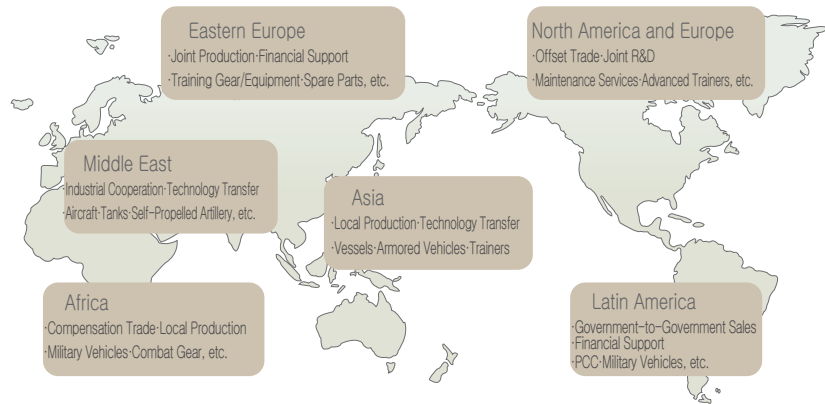 Eastern Europe
·Joint Production·Financial Support
·Training Gear/Equipment·Spare Parts, etc.
North America and Europe
·Offset Trade·Joint R&D
·Maintenance Services·Advanced Trainers, etc.
Middle East
·Industrial Cooperation·Technology Transfer
·Aircraft·Tanks·Self-Propelled Artillery, etc.
Asia
·Local Production·Technology Transfer
·Vessels·Armored Vehicles·Trainers
Africa
·Compensation Trade·Local Production
·Military Vehicles·Combat Gear, etc.
Latin America
·Government-to-Government Sales
·Financial Support
·PCC·Military Vehicles, etc.